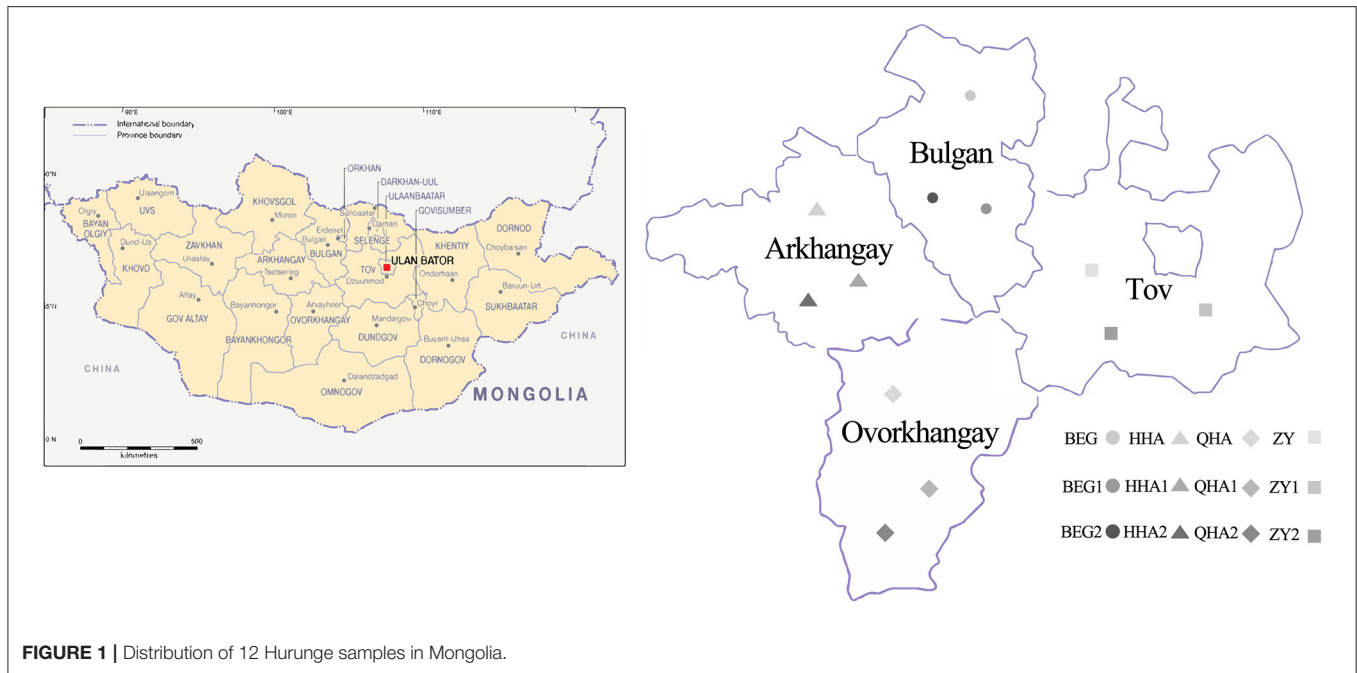 90°E
100°E
110°E
International boundary
Province boundary
ORKHAN
DARKHAN-UUL
ULAANBAATAR
GOVISUMBER
Ulaangom
UVS
Olgiy
BAYAN
OLGIY
KHOVSGOL
Moron
Suhbaatar
Darhan
SELENGE
Erdenet
Bulgan
BULGAN
DORNOD
Choybalsan
KHENTIY
Dund-Us
KHOVD
ZAVKHAN
Uliastay
ARKHANGAY
Tsetserleg
TOV
ULAN BATOR
Dzuunmod
Ondorhaan
Baruun-Urt
SUKHBAATAR
Altay
GOV ALTAY
Bayanhongor
BAYANKHONGOR
Arvayheer
OVORKHANGAY
Mandalgovi
DUNDGOV
Choyr
Buyant-Uhaa
DORNOGOV
Dalandzadgad
OMNOGOV
CHINA
CHINA
MONGOLIA
0
500
kilometres
Bulgan
Arkhangay
Tov
Ovorkhangay
BEG HHA QHA ZY
BEG1 HHA1 QHA1 ZY1
BEG2 HHA2 QHA2 ZY2
FIGURE 1 | Distribution of 12 Hurunge samples in Mongolia.